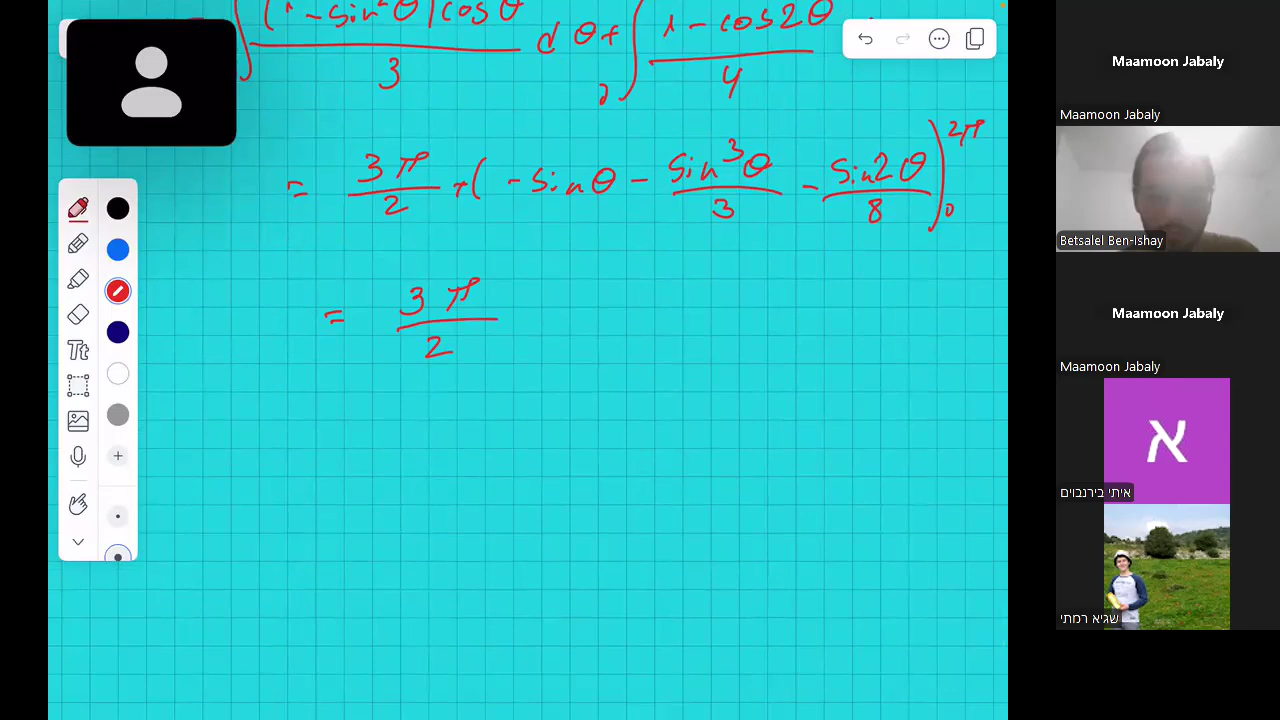 ∫ (1 - sin²θ) cosθ / 3 dθ + ∫ 1 - cos2θ / 4
= 3π/2 + ( - sinθ - sin³θ/3 - sin2θ/8 ) |₀^2π
= 3π/2
Tt
Maamoon Jabaly
Maamoon Jabaly
Betsalel Ben-Ishay
Maamoon Jabaly
Maamoon Jabaly
א
איתי בירנבוים
שגיא רמתי